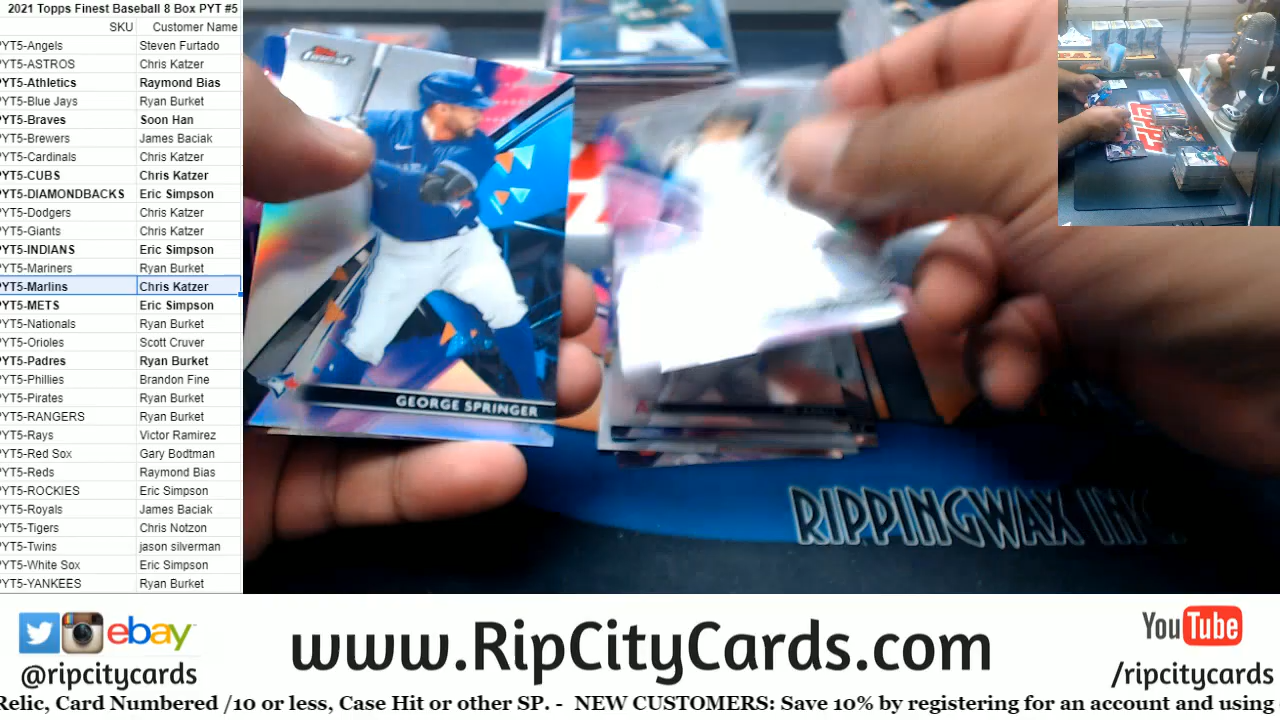 2021 Topps Finest Baseball 8 Box PYT #5
SKU Customer Name
PYT5-Angels Steven Furtado
PYT5-ASTROS Chris Katzer
PYT5-Athletics Raymond Bias
PYT5-Blue Jays Ryan Burket
PYT5-Braves Soon Han
PYT5-Brewers James Baciak
PYT5-Cardinals Chris Katzer
PYT5-CUBS Chris Katzer
PYT5-DIAMONDBACKS Eric Simpson
PYT5-Dodgers Chris Katzer
PYT5-Giants Chris Katzer
PYT5-INDIANS Eric Simpson
PYT5-Mariners Ryan Burket
PYT5-Marlins Chris Katzer
PYT5-METS Eric Simpson
PYT5-Nationals Ryan Burket
PYT5-Orioles Scott Cruver
PYT5-Padres Ryan Burket
PYT5-Phillies Brandon Fine
PYT5-Pirates Ryan Burket
PYT5-RANGERS Ryan Burket
PYT5-Rays Victor Ramirez
PYT5-Red Sox Gary Bodtman
PYT5-Reds Raymond Bias
PYT5-ROCKIES Eric Simpson
PYT5-Royals James Baciak
PYT5-Tigers Chris Notzon
PYT5-Twins jason silverman
PYT5-White Sox Eric Simpson
PYT5-YANKEES Ryan Burket
GEORGE SPRINGER
RIPPINGWAX INC
ebay
@ripcitycards
www.RipCityCards.com
YouTube
/ripcitycards
Relic, Card Numbered /10 or less, Case Hit or other SP. - NEW CUSTOMERS: Save 10% by registering for an account and using